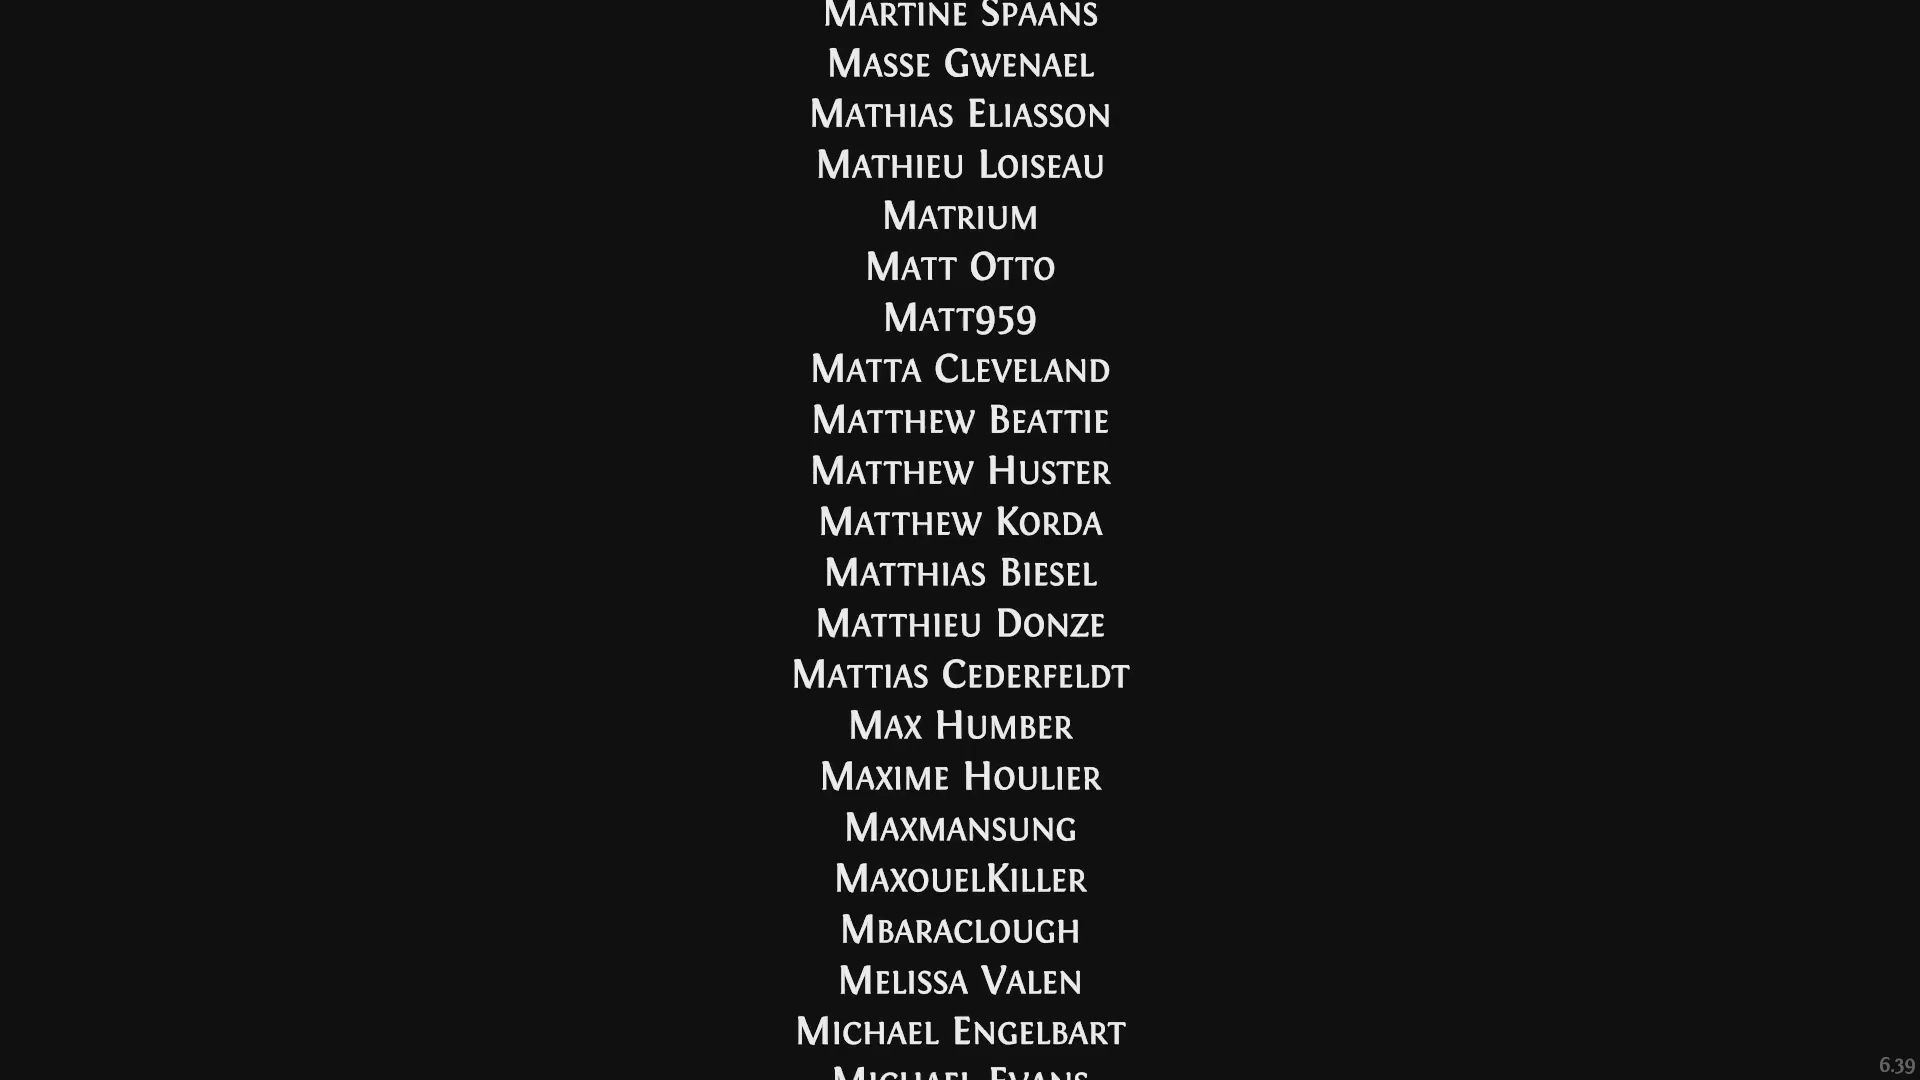 Martine Spaans
Masse Gwenael
Mathias Eliasson
Mathieu Loiseau
Matrium
Matt Otto
Matt959
Matta Cleveland
Matthew Beattie
Matthew Huster
Matthew Korda
Matthias Biesel
Matthieu Donze
Mattias Cederfeldt
Max Humber
Maxime Houlier
Maxmansung
MaxouelKiller
Mbaraclough
Melissa Valen
Michael Engelbart
Michael Evans
6.39